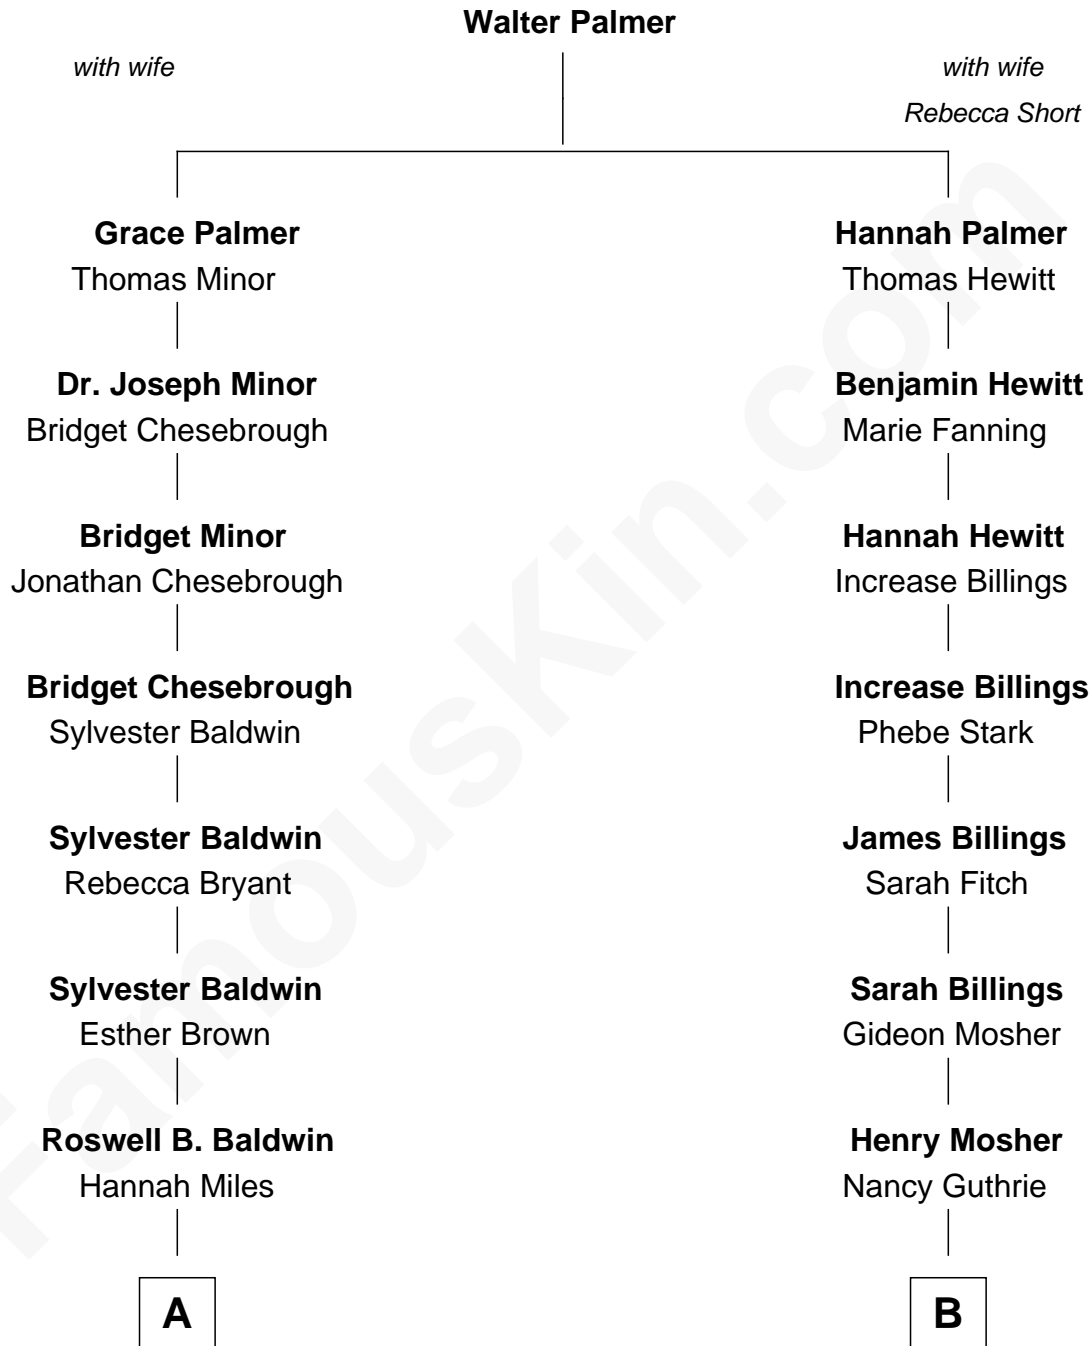 Walter Palmer
with wife
with wife
Rebecca Short
Grace Palmer
Thomas Minor
Hannah Palmer
Thomas Hewitt
Dr. Joseph Minor
Bridget Chesebrough
Benjamin Hewitt
Marie Fanning
Bridget Minor
Jonathan Chesebrough
Hannah Hewitt
Increase Billings
Bridget Chesebrough
Sylvester Baldwin
Increase Billings
Phebe Stark
Sylvester Baldwin
Rebecca Bryant
James Billings
Sarah Fitch
Sylvester Baldwin
Esther Brown
Sarah Billings
Gideon Mosher
Roswell B. Baldwin
Hannah Miles
Henry Mosher
Nancy Guthrie
A
B
FamousKin.com